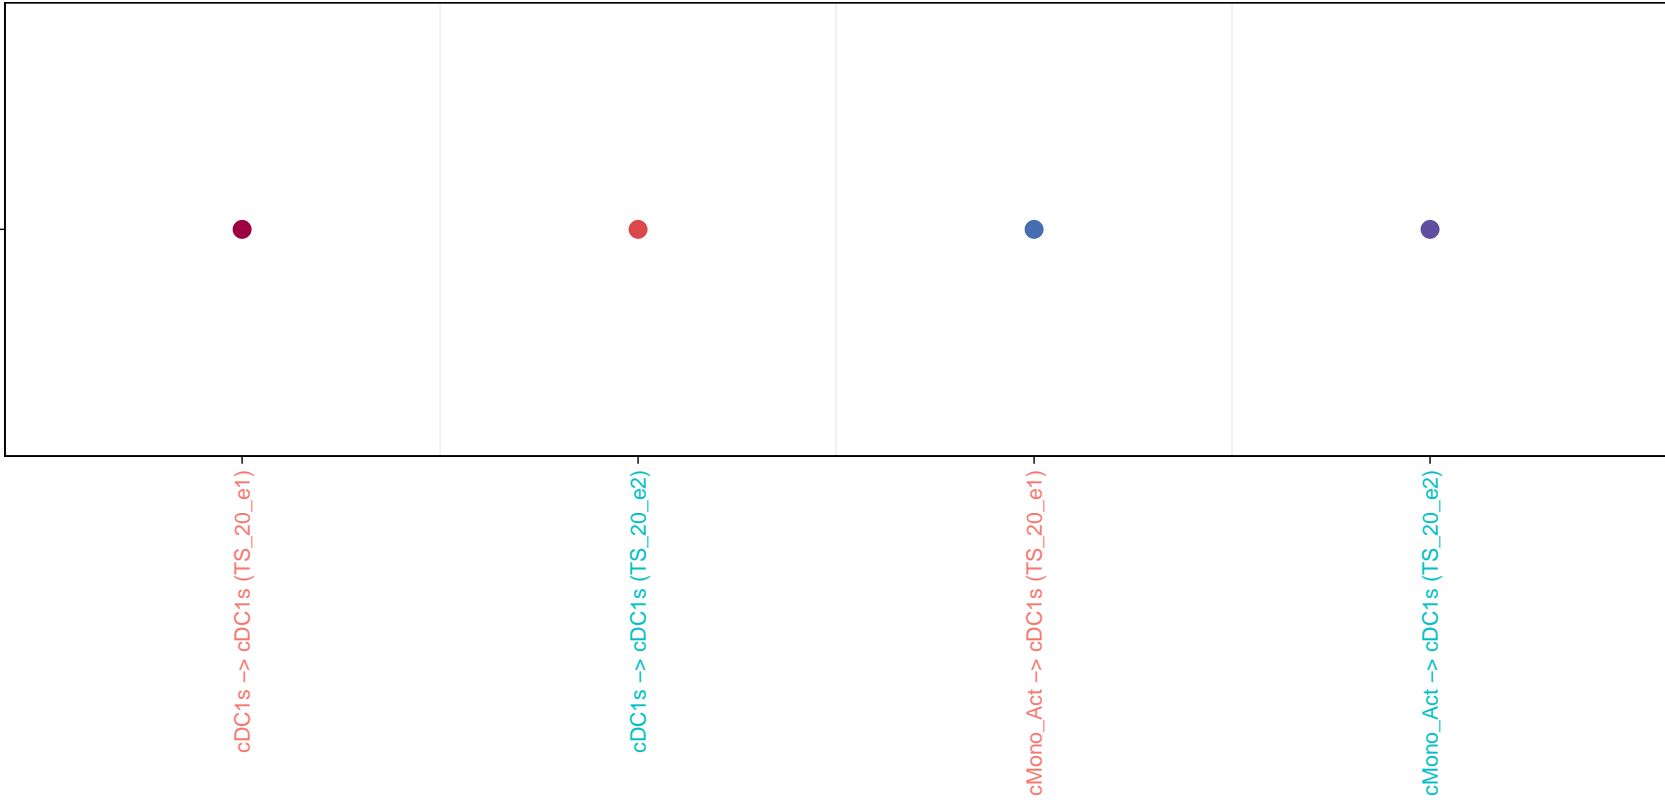 cDC1s –> cDC1s (TS_20_e1)
cDC1s –> cDC1s (TS_20_e2)
cMono_Act –> cDC1s (TS_20_e1)
cMono_Act –> cDC1s (TS_20_e2)